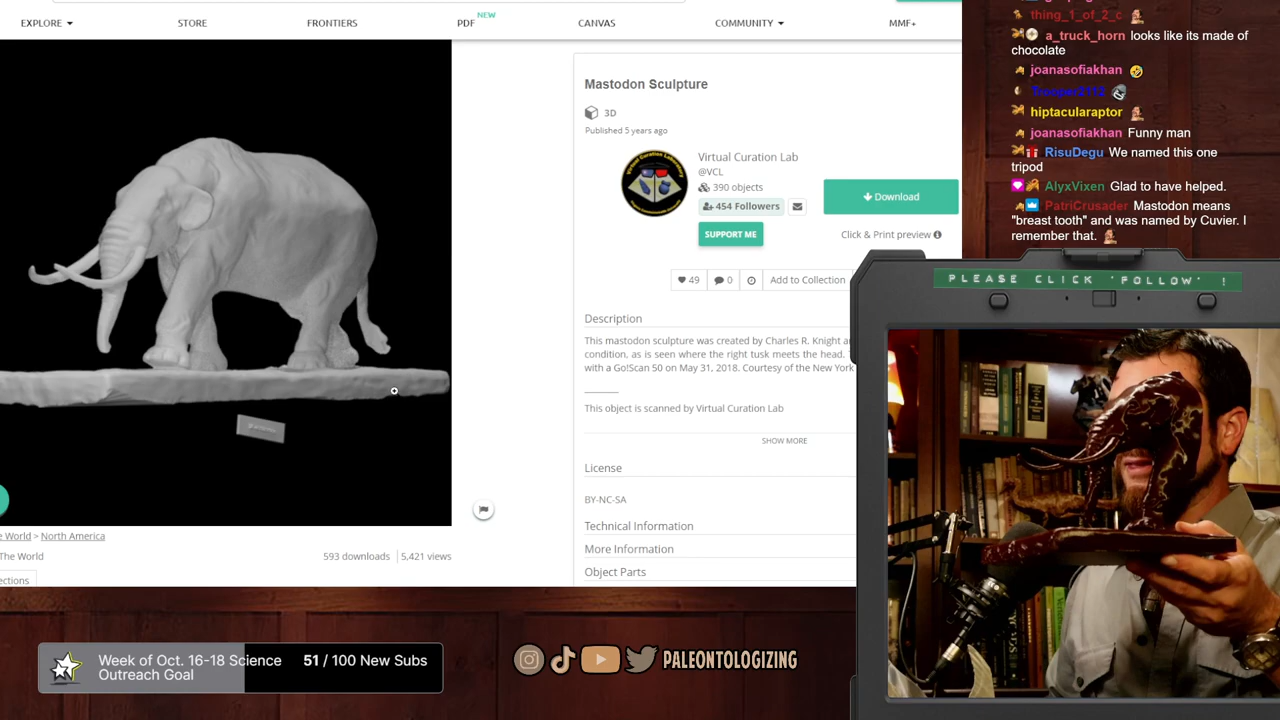 EXPLORE
STORE
FRONTIERS
PDF
NEW
CANVAS
COMMUNITY
MMF+
Mastodon Sculpture
3D
Published 5 years ago
Virtual Curation Lab
@VCL
390 objects
454 Followers
SUPPORT ME
Download
Click & Print preview
49
0
Add to Collection
Description
This mastodon sculpture was created by Charles R. Knight
condition, as is seen where the right tusk meets the head.
with a Go!Scan 50 on May 31, 2018. Courtesy of the New York
This object is scanned by Virtual Curation Lab
SHOW MORE
License
BY-NC-SA
Technical Information
More Information
Object Parts
World > North America
The World
593 downloads
5,421 views
ections
thing_1_of_2_c
a_truck_horn looks like its made of
chocolate
joanasofiakhan
Trooper2112
hiptacularaptor
joanasofiakhan Funny man
RisuDegu We named this one
tripod
AlyxVixen Glad to have helped.
PatriCrusader Mastodon means
"breast tooth" and was named by Cuvier. I
remember that.
PLEASE CLICK 'FOLLOW' !
Week of Oct. 16-18 Science
Outreach Goal
51 / 100 New Subs
PALEONTOLOGIZING